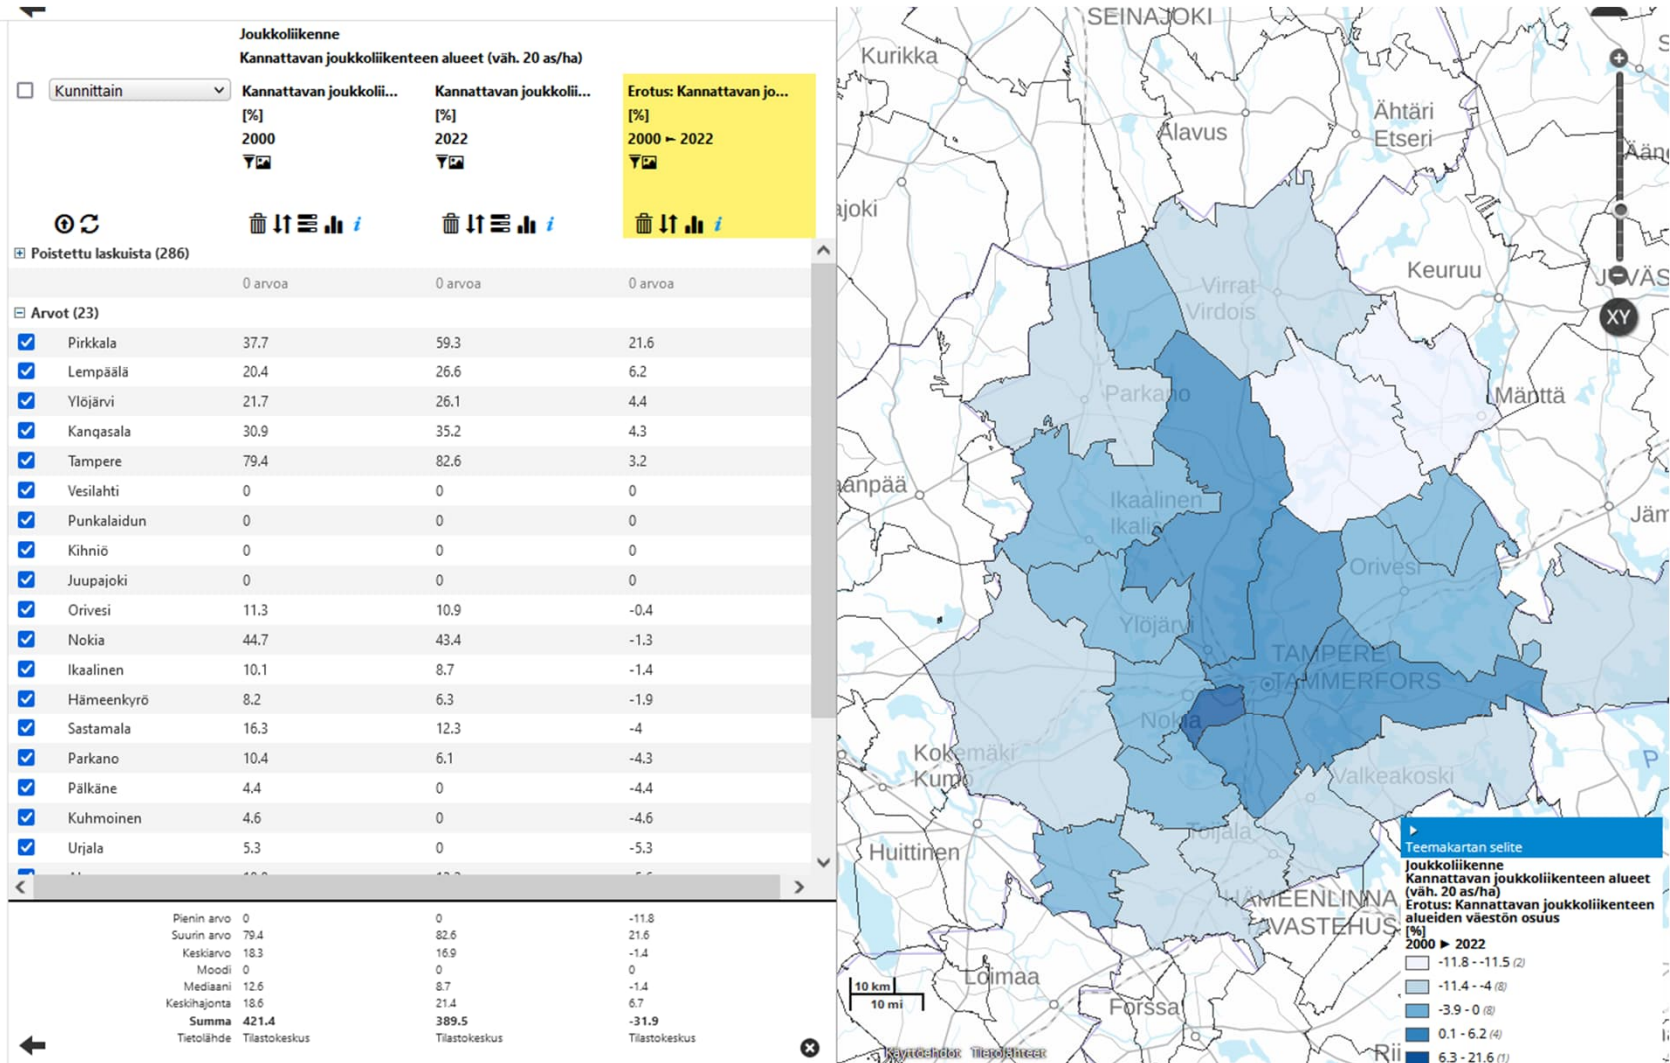 Joukkoliikenne
Kannattavan joukkoliikenteen alueet (väh. 20 as/ha)
Kunnittain
Kannattavan joukkolii...
[%]
2000
Kannattavan joukkolii...
[%]
2022
Erotus: Kannattavan jo...
[%]
2000 ► 2022
Poistettu laskuista (286)
0 arvoa 0 arvoa 0 arvoa
Arvot (23)
Pirkkala 37.7 59.3 21.6
Lempäälä 20.4 26.6 6.2
Ylöjärvi 21.7 26.1 4.4
Kangasala 30.9 35.2 4.3
Tampere 79.4 82.6 3.2
Vesilahti 0 0 0
Punkalaidun 0 0 0
Kihniö 0 0 0
Juupajoki 0 0 0
Orivesi 11.3 10.9 -0.4
Nokia 44.7 43.4 -1.3
Ikaalinen 10.1 8.7 -1.4
Hämeenkyrö 8.2 6.3 -1.9
Sastamala 16.3 12.3 -4
Parkano 10.4 6.1 -4.3
Pälkäne 4.4 0 -4.4
Kuhmoinen 4.6 0 -4.6
Urjala 5.3 0 -5.3
Pienin arvo 0 0 -11.8
Suurin arvo 79.4 82.6 21.6
Keskiarvo 18.3 16.9 -1.4
Moodi 0 0 0
Mediaani 12.6 8.7 -1.4
Keskihajonta 18.6 21.4 6.7
Summa 421.4 389.5 -31.9
Tietolähde Tilastokeskus Tilastokeskus Tilastokeskus
SEINÄJOKI
Kurikka
Ähtäri
Etseri
Alavus
Ääne
ajoki
Keuruu
JYVÄS
XY
Virrat
Virdois
Parkano
Mänttä
aanpää
Ikaalinen
Ikalis
Jäm
Orivesi
Ylöjärvi
TAMPERE
TAMMERFORS
Nokia
Kokemäki
Kumo
Valkeakoski
P
Toijala
Huittinen
HÄMEENLINNA
TAVASTEHUS
Loimaa
Forssa
Rii
10 km
10 mi
Käyttöehdot Tietolähteet
Teemakartan selite
Joukkoliikenne
Kannattavan joukkoliikenteen alueet
(väh. 20 as/ha)
Erotus: Kannattavan joukkoliikenteen
alueiden väestön osuus
[%]
2000 ► 2022
-11.8 - -11.5 (2)
-11.4 - -4 (8)
-3.9 - 0 (8)
0.1 - 6.2 (4)
6.3 - 21.6 (1)